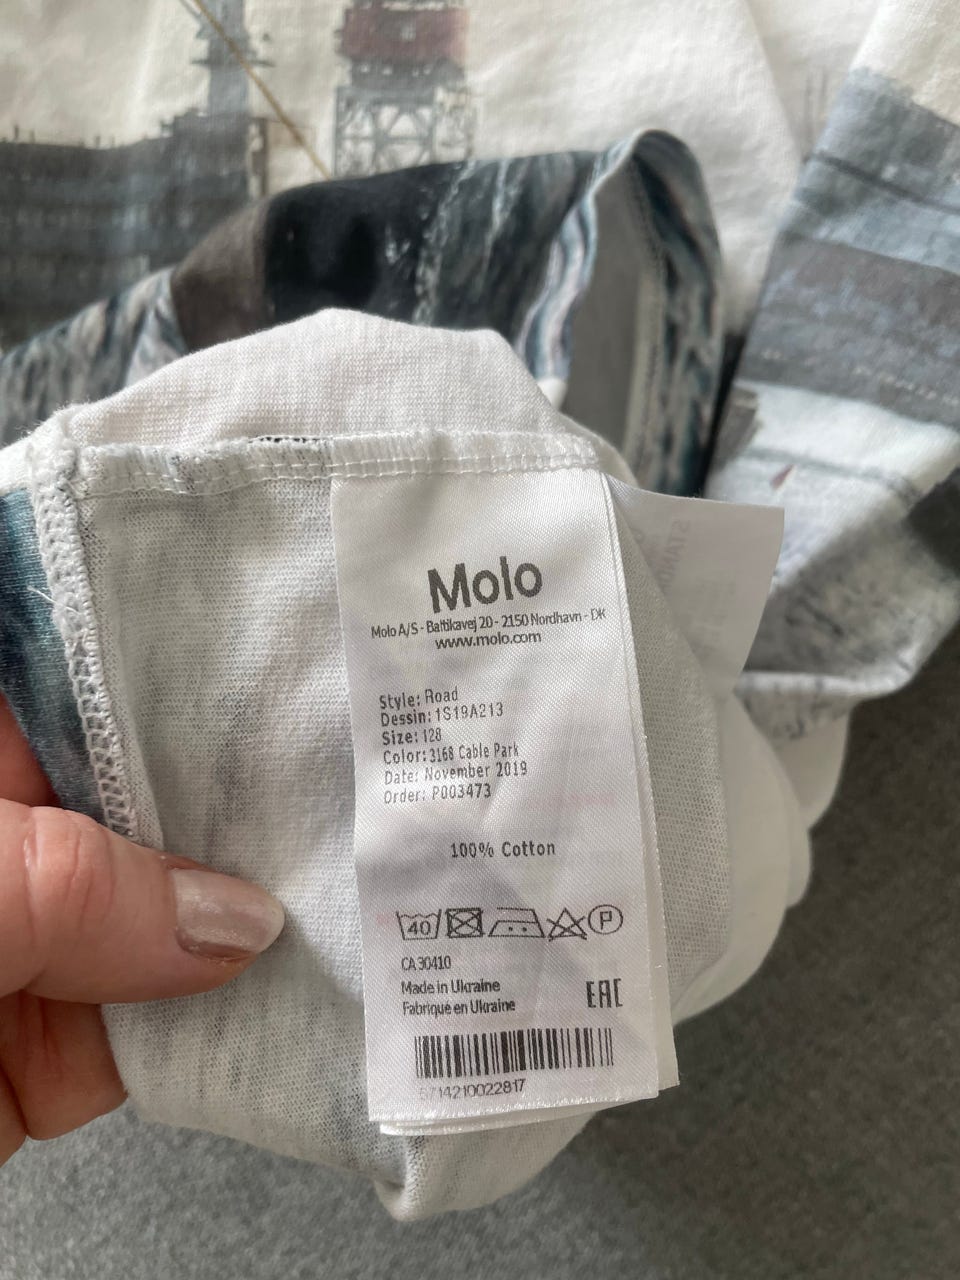 Molo
Molo A/S - Baltikavej 20 - 2150 Nordhavn - DK
www.molo.com
Style: Road
Dessin: 1S19A213
Size: 128
Color: 3168 Cable Park
Date: November 2019
Order: P003473
100% Cotton
40 P
CA 30410
Made in Ukraine
Fabriqué en Ukraine
EAC
5714210022817